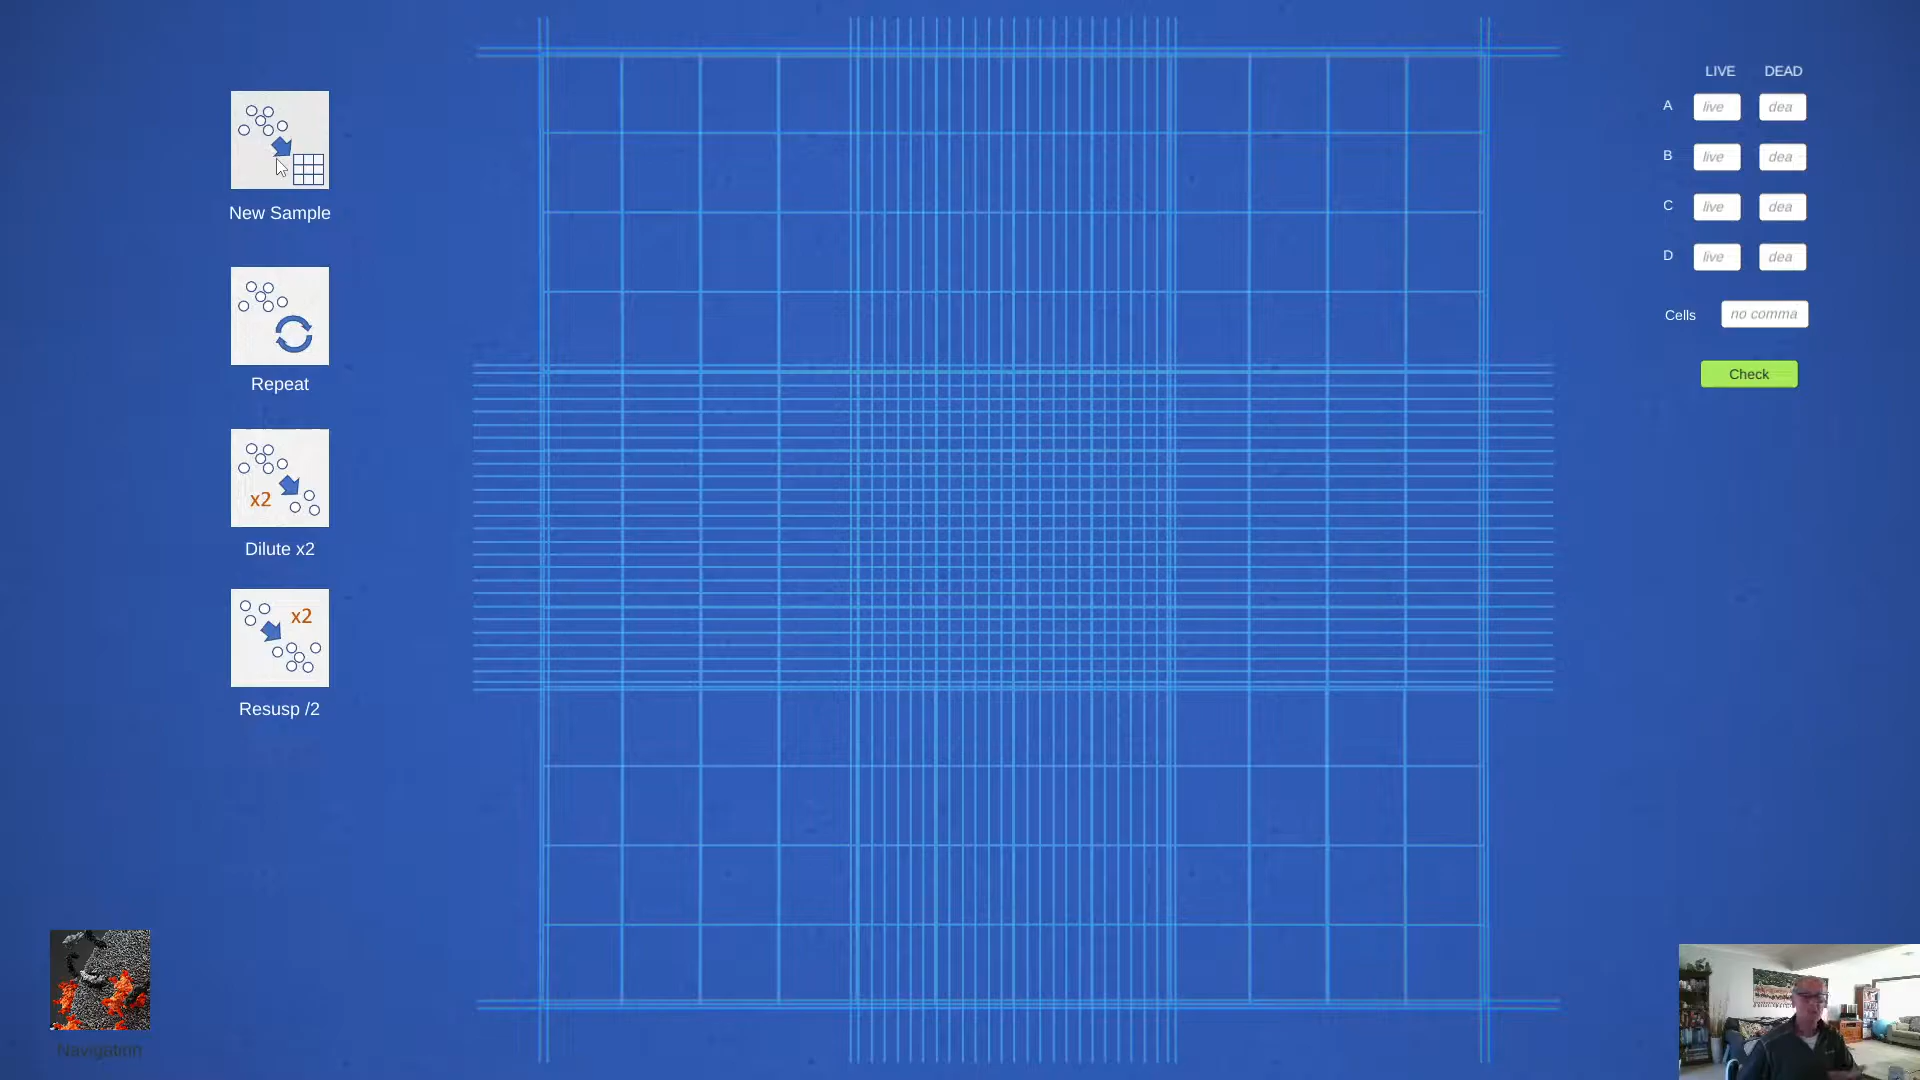 New Sample
Repeat
x2
Dilute x2
x2
Resusp /2
Navigation
LIVE DEAD
A live dea
B live dea
C live dea
D live dea
Cells no comma
Check